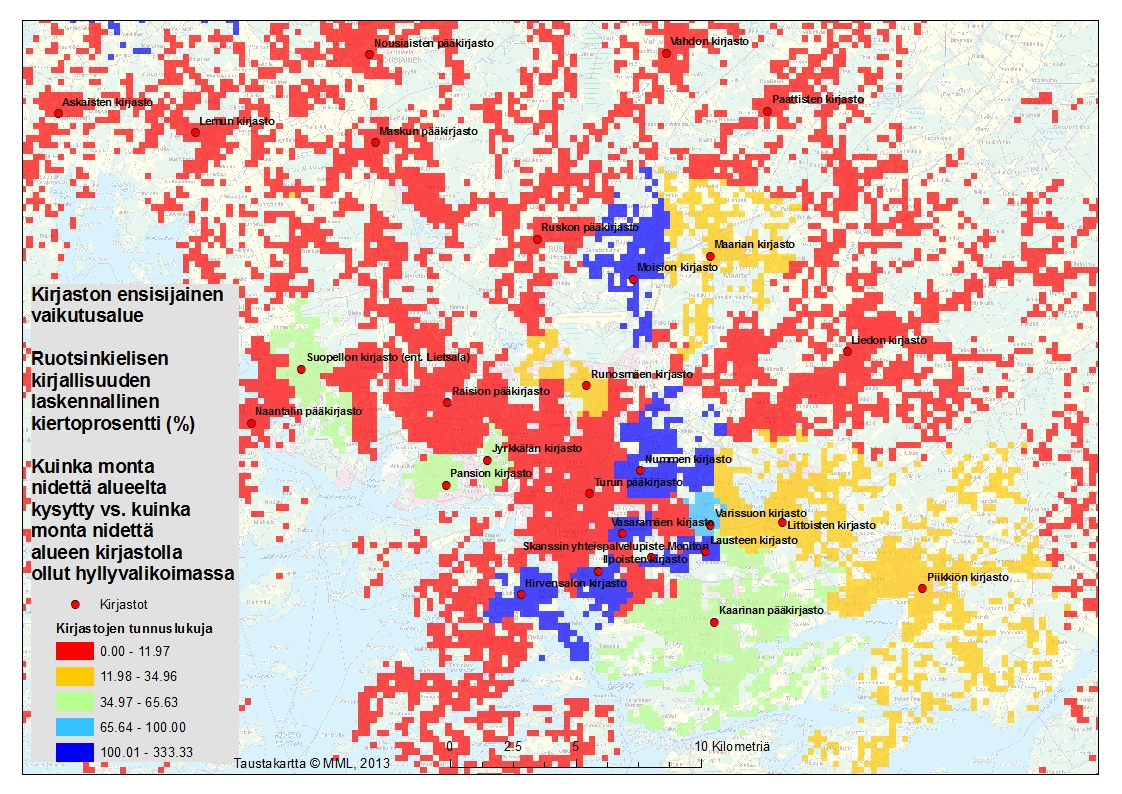 Nousiaisten pääkirjasto
Vahdon kirjasto
Askaisten kirjasto
Paattisten kirjasto
Lemun kirjasto
Maskun pääkirjasto
Ruskon pääkirjasto
Maarian kirjasto
Moision kirjasto
Kirjaston ensisijainen
vaikutusalue
Ruotsinkielisen
kirjallisuuden
laskennallinen
kiertoprosentti (%)
Kuinka monta
nidettä alueelta
kysytty vs. kuinka
monta nidettä
alueen kirjastolla
ollut hyllyvalikoimassa
Liedon kirjasto
Suopellon kirjasto (ent. Lietsala)
Runosmäen kirjasto
Raision pääkirjasto
Naantalin pääkirjasto
Jyrkkälän kirjasto
Nummen kirjasto
Pansion kirjasto
Turun pääkirjasto
Varissuon kirjasto
Vasaramäen kirjasto
Littoisten kirjasto
Lausteen kirjasto
Skanssin yhteispalvelupiste Monitori
Ilpoisten kirjasto
Hirvensalon kirjasto
Piikkiön kirjasto
Kaarinan pääkirjasto
Kirjastot
Kirjastojen tunnuslukuja
0.00 - 11.97
11.98 - 34.96
34.97 - 65.63
65.64 - 100.00
100.01 - 333.33
0 2.5 5 10 Kilometriä
Taustakartta © MML, 2013